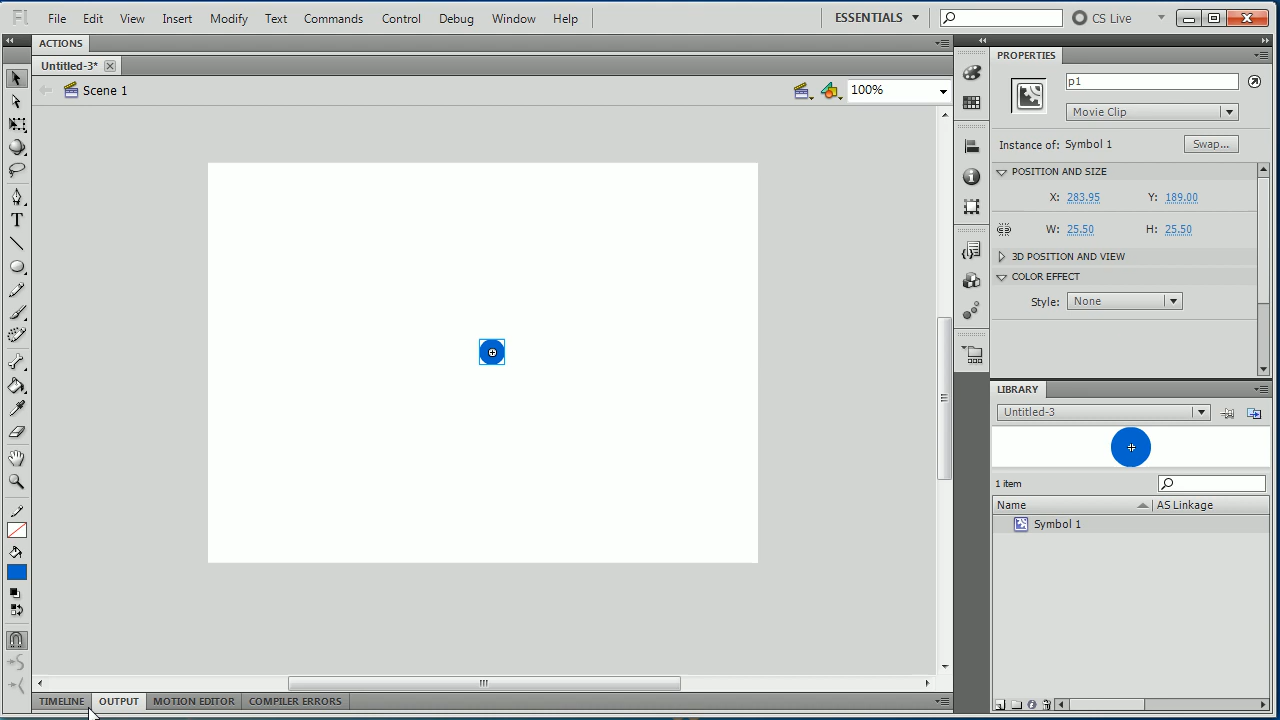 Fl File Edit View Insert Modify Text Commands Control Debug Window Help ESSENTIALS CS Live
ACTIONS
Untitled-3*
Scene 1 100%
T
TIMELINE OUTPUT MOTION EDITOR COMPILER ERRORS
PROPERTIES
p1
Movie Clip
Instance of: Symbol 1 Swap...
POSITION AND SIZE
X: 283.95 Y: 189.00
W: 25.50 H: 25.50
3D POSITION AND VIEW
COLOR EFFECT
Style: None
LIBRARY
Untitled-3
1 item
Name AS Linkage
Symbol 1